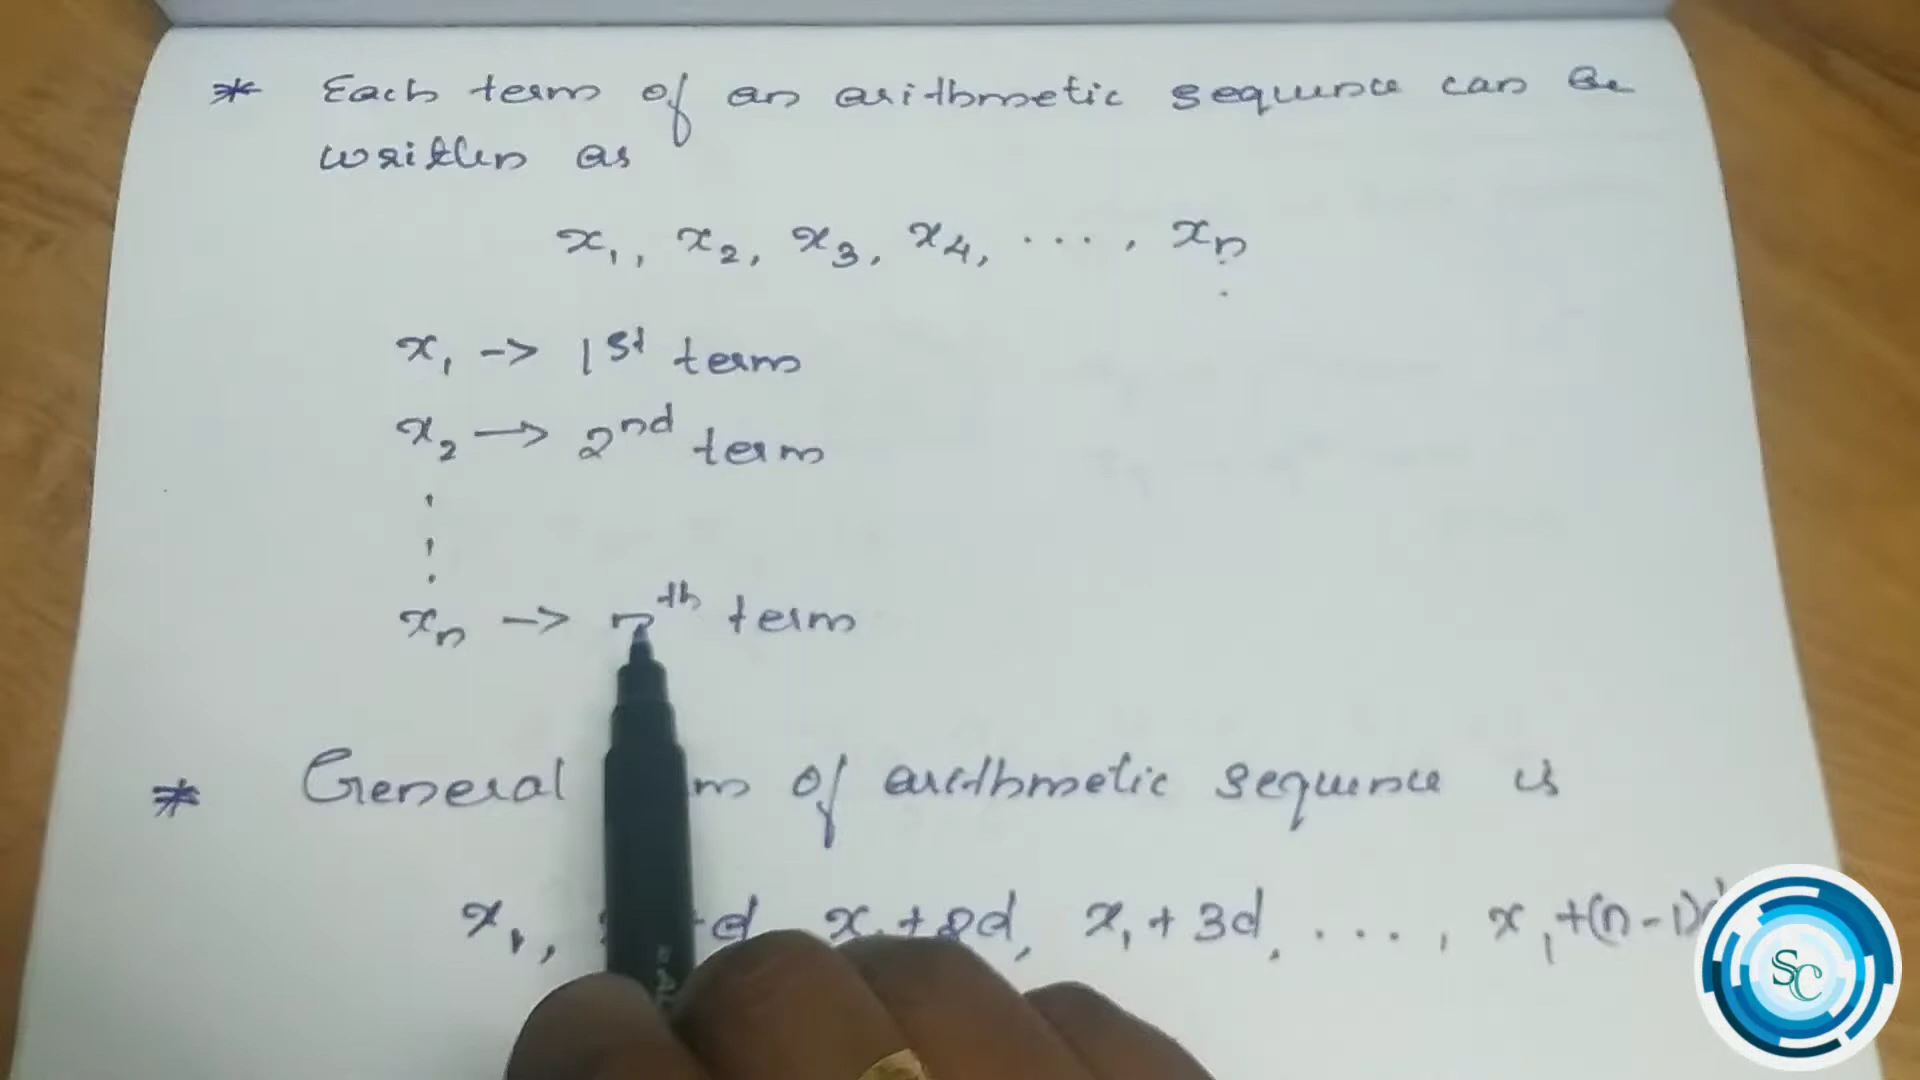 * Each term of an arithmetic sequence can be
written as
x₁, x₂, x₃, x₄, ...., xₙ
x₁ -> 1st term
x₂ -> 2nd term
xₙ -> nth term
* General of arithmetic sequence is
x₁, +d x₁+2d, x₁+3d, ...., x₁+(n-1)d
SC